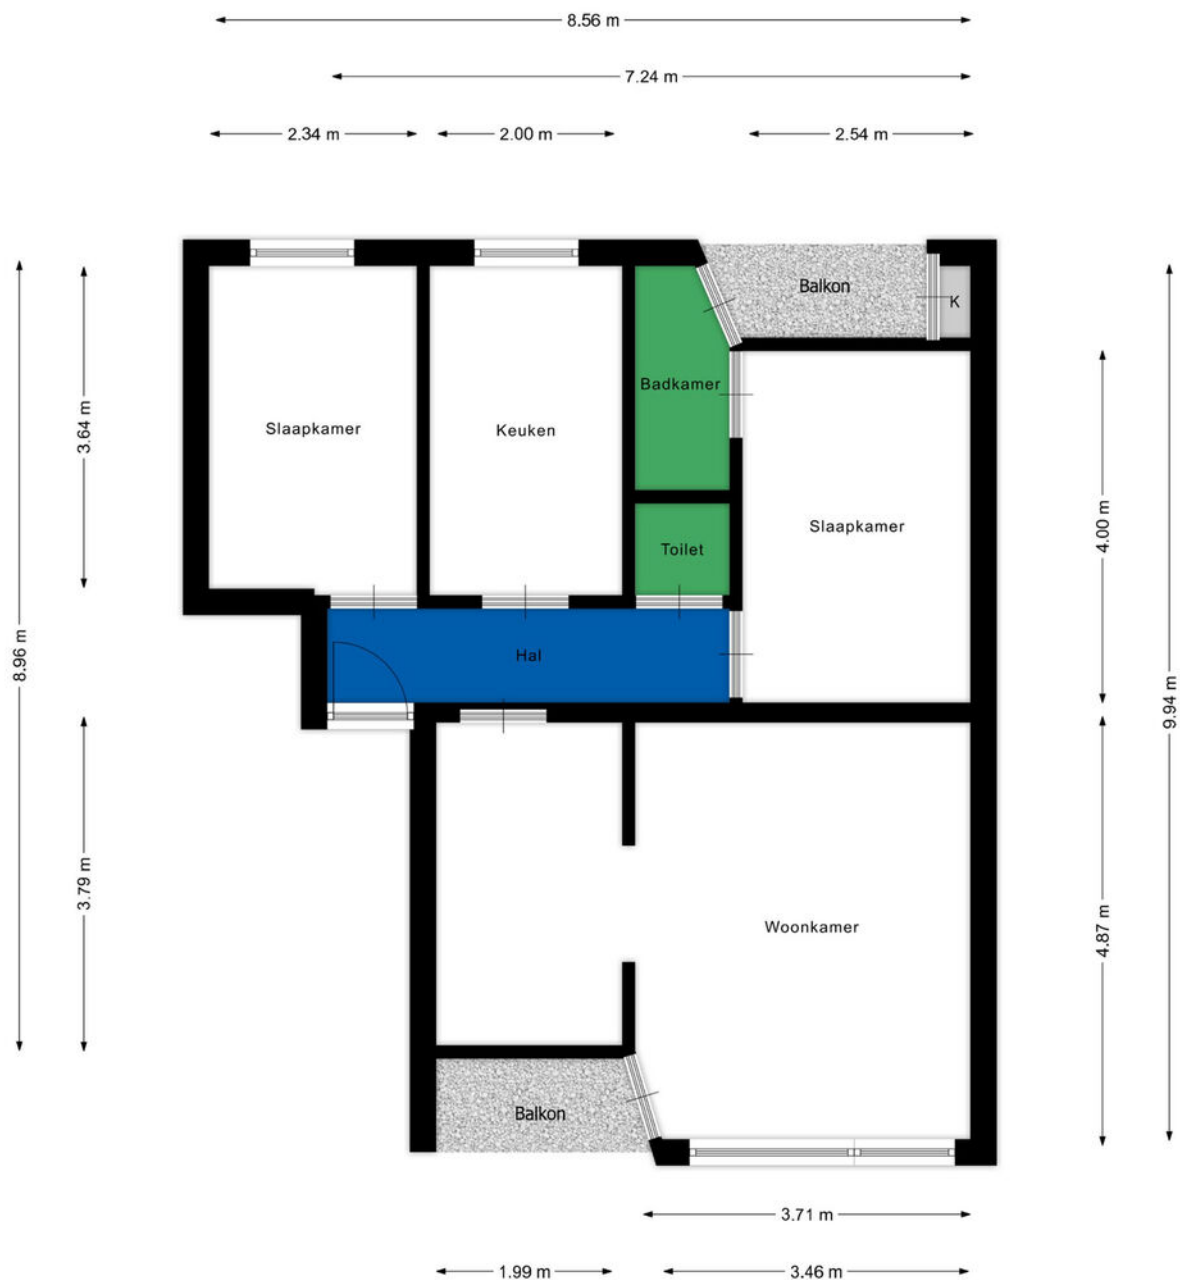 8.56 m
7.24 m
2.34 m
2.00 m
2.54 m
Balkon
K
Badkamer
Slaapkamer
Keuken
3.64 m
Slaapkamer
4.00 m
Toilet
Hal
8.96 m
9.94 m
3.79 m
Woonkamer
4.87 m
Balkon
3.71 m
1.99 m
3.46 m